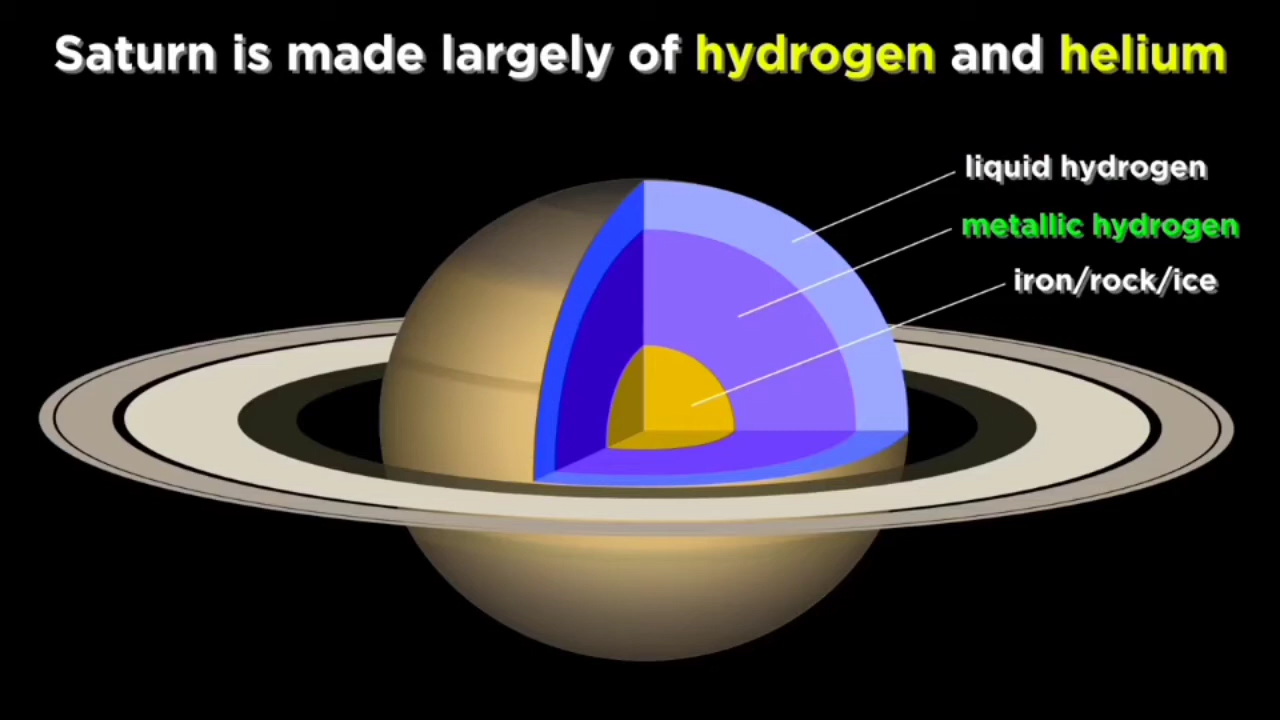 Saturn is made largely of hydrogen and helium
liquid hydrogen
metallic hydrogen
iron/rock/ice